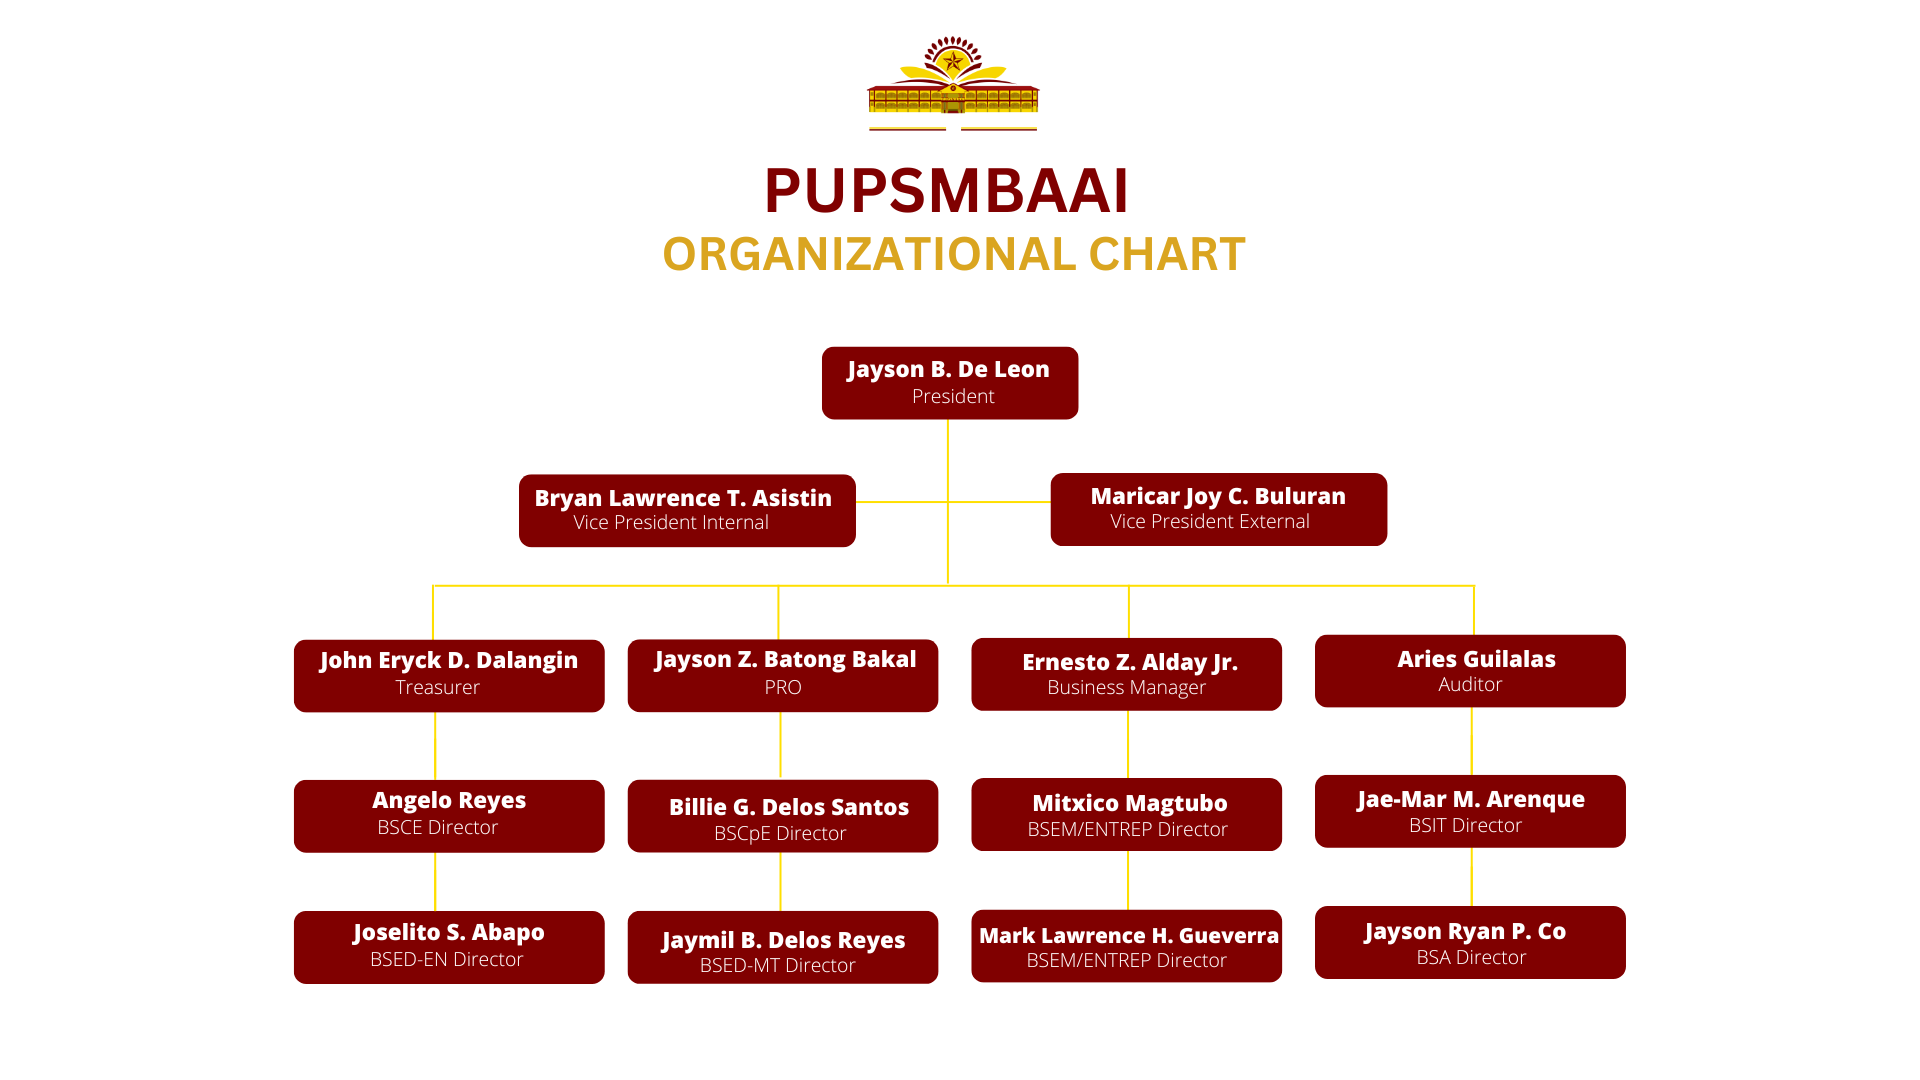 PUPSMBAAI
ORGANIZATIONAL CHART
Jayson B. De Leon
President
Bryan Lawrence T. Asistin
Vice President Internal
Maricar Joy C. Buluran
Vice President External
John Eryck D. Dalangin
Treasurer
Jayson Z. Batong Bakal
PRO
Ernesto Z. Alday Jr.
Business Manager
Aries Guilalas
Auditor
Angelo Reyes
BSCE Director
Billie G. Delos Santos
BSCpE Director
Mitxico Magtubo
BSEM/ENTREP Director
Jae-Mar M. Arenque
BSIT Director
Joselito S. Abapo
BSED-EN Director
Jaymil B. Delos Reyes
BSED-MT Director
Mark Lawrence H. Gueverra
BSEM/ENTREP Director
Jayson Ryan P. Co
BSA Director